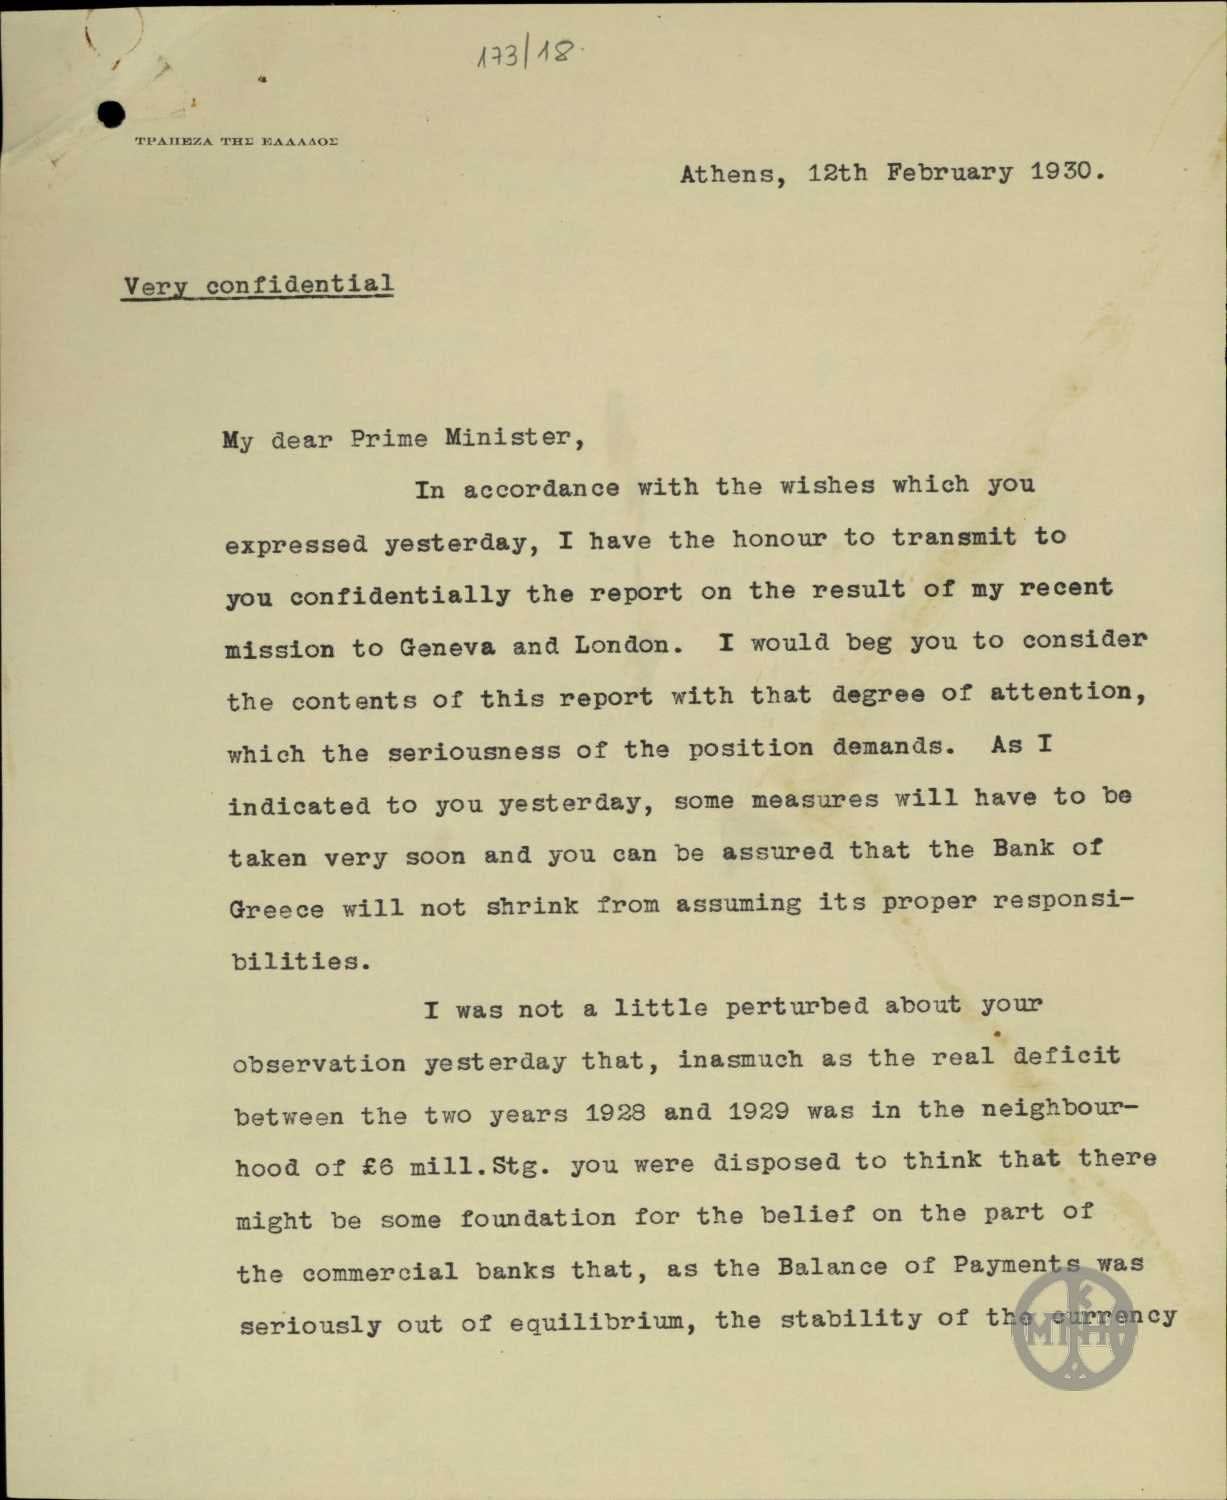 173/18.
ΤΡΑΠΕΖΑ ΤΗΣ ΕΛΛΑΔΟΣ
Athens, 12th February 1930.
Very confidential
My dear Prime Minister,
In accordance with the wishes which you
expressed yesterday, I have the honour to transmit to
you confidentially the report on the result of my recent
mission to Geneva and London. I would beg you to consider
the contents of this report with that degree of attention,
which the seriousness of the position demands. As I
indicated to you yesterday, some measures will have to be
taken very soon and you can be assured that the Bank of
Greece will not shrink from assuming its proper responsi-
bilities.
I was not a little perturbed about your
observation yesterday that, inasmuch as the real deficit
between the two years 1928 and 1929 was in the neighbour-
hood of £6 mill.Stg. you were disposed to think that there
might be some foundation for the belief on the part of
the commercial banks that, as the Balance of Payments was
seriously out of equilibrium, the stability of the currency